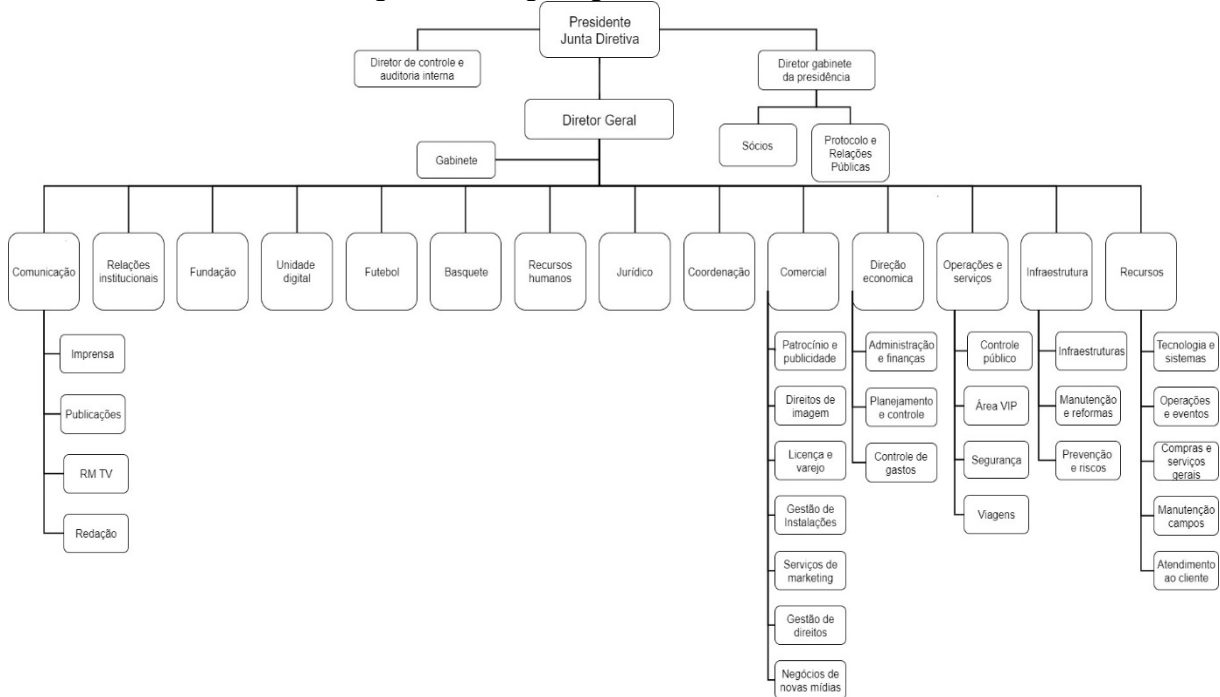 Presidente
Junta Diretiva
Diretor de controle e
auditoria interna
Diretor gabinete
da presidência
Diretor Geral
Sócios
Protocolo e
Relações
Públicas
Gabinete
Comunicação
Relações
institucionais
Fundação
Unidade
digital
Futebol
Basquete
Recursos
humanos
Jurídico
Coordenação
Comercial
Direção
economica
Operações e
serviços
Infraestrutura
Recursos
Imprensa
Publicações
RM TV
Redação
Patrocínio e
publicidade
Direitos de
imagem
Licença e
varejo
Gestão de
Instalações
Serviços de
marketing
Gestão de
direitos
Negócios de
novas mídias
Administração
e finanças
Planejamento
e controle
Controle de
gastos
Controle
público
Área VIP
Segurança
Viagens
Infraestruturas
Manutenção
e reformas
Prevenção
e riscos
Tecnologia e
sistemas
Operações
e eventos
Compras e
serviços
gerais
Manutenção
campos
Atendimento
ao cliente